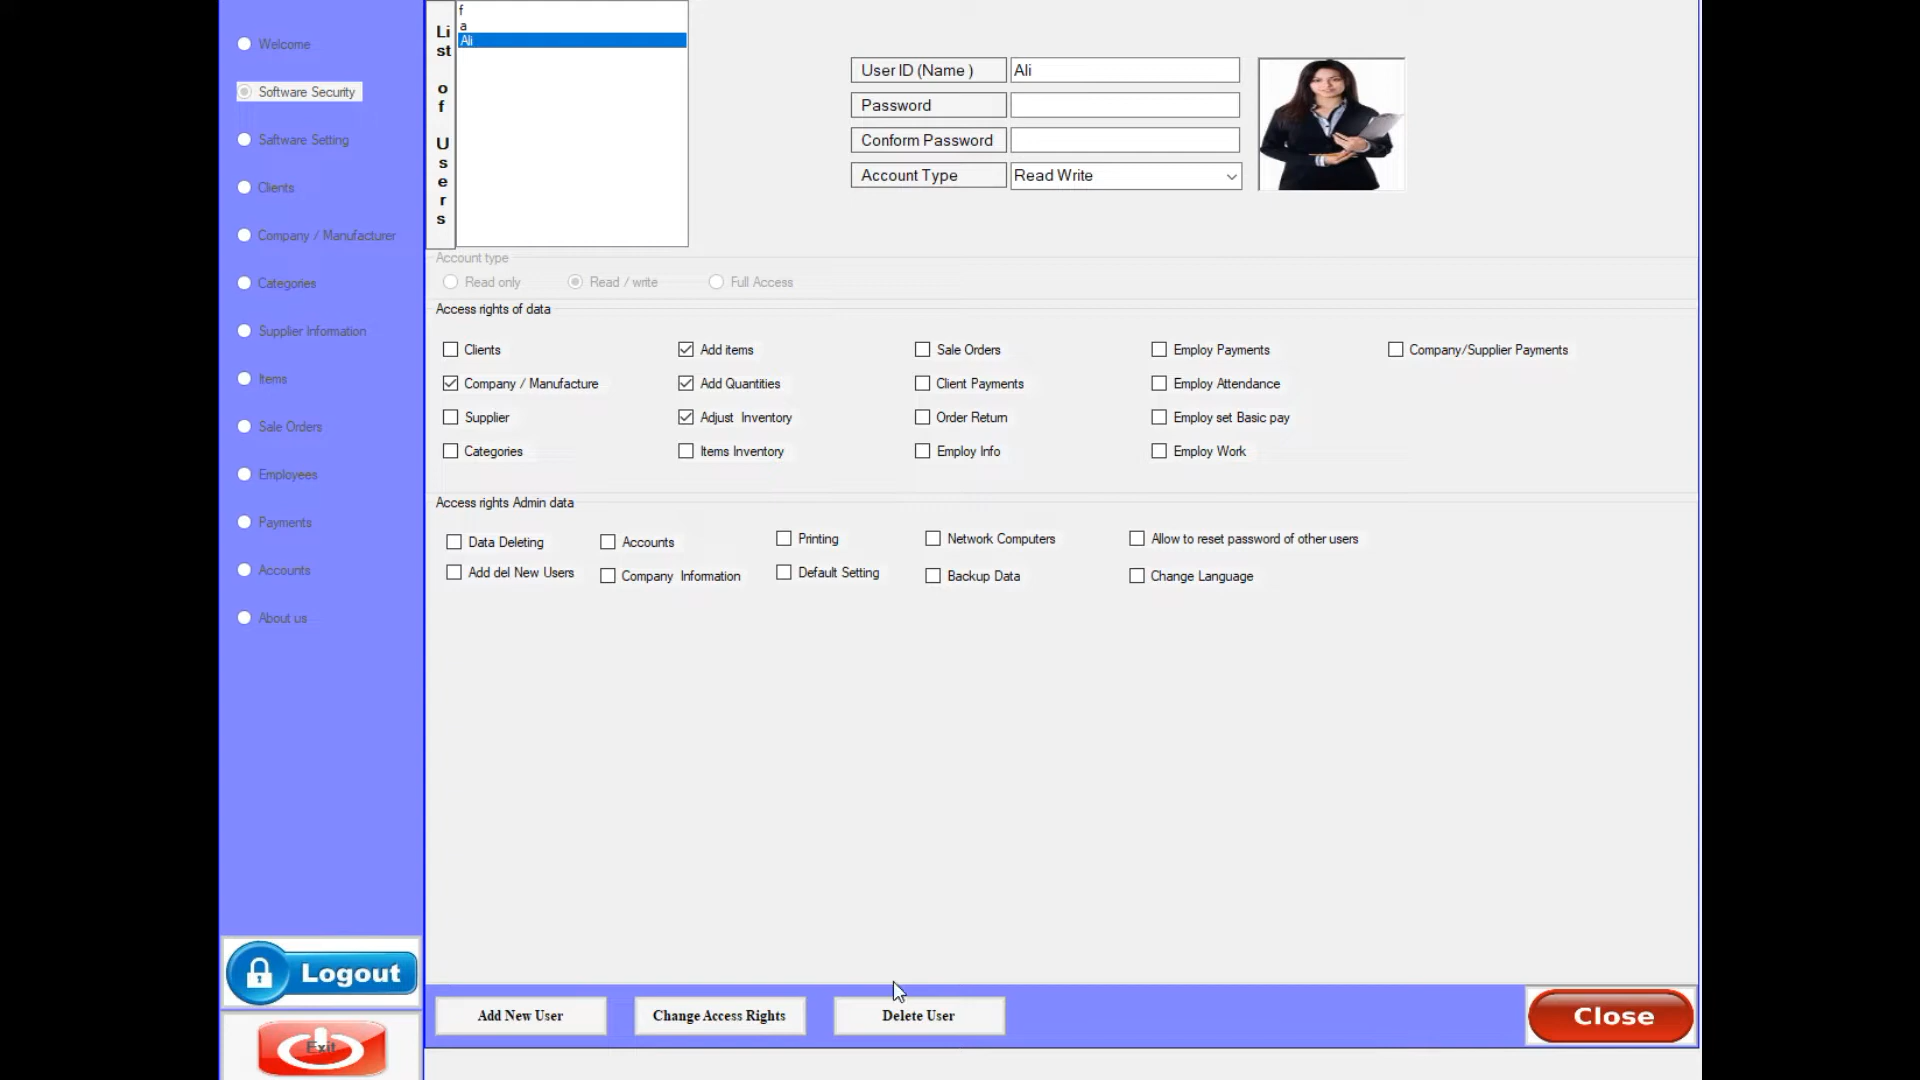 Welcome
Software Security
Saftware Setting
Clients
Company / Manufacturer
Categories
Supplier Information
Items
Sale Orders
Employees
Payments
Accounts
About us
Logout
Exit
List of Users
f
a
Ali
User ID (Name ) Ali
Password
Conform Password
Account Type Read Write
Account type
Read only Read / write Full Access
Access rights of data
Clients Add items Sale Orders Employ Payments Company/Supplier Payments
Company / Manufacture Add Quantities Client Payments Employ Attendance
Supplier Adjust Inventory Order Return Employ set Basic pay
Categories Items Inventory Employ Info Employ Work
Access rights Admin data
Data Deleting Accounts Printing Network Computers Allow to reset password of other users
Add del New Users Company Information Default Setting Backup Data Change Language
Add New User Change Access Rights Delete User Close